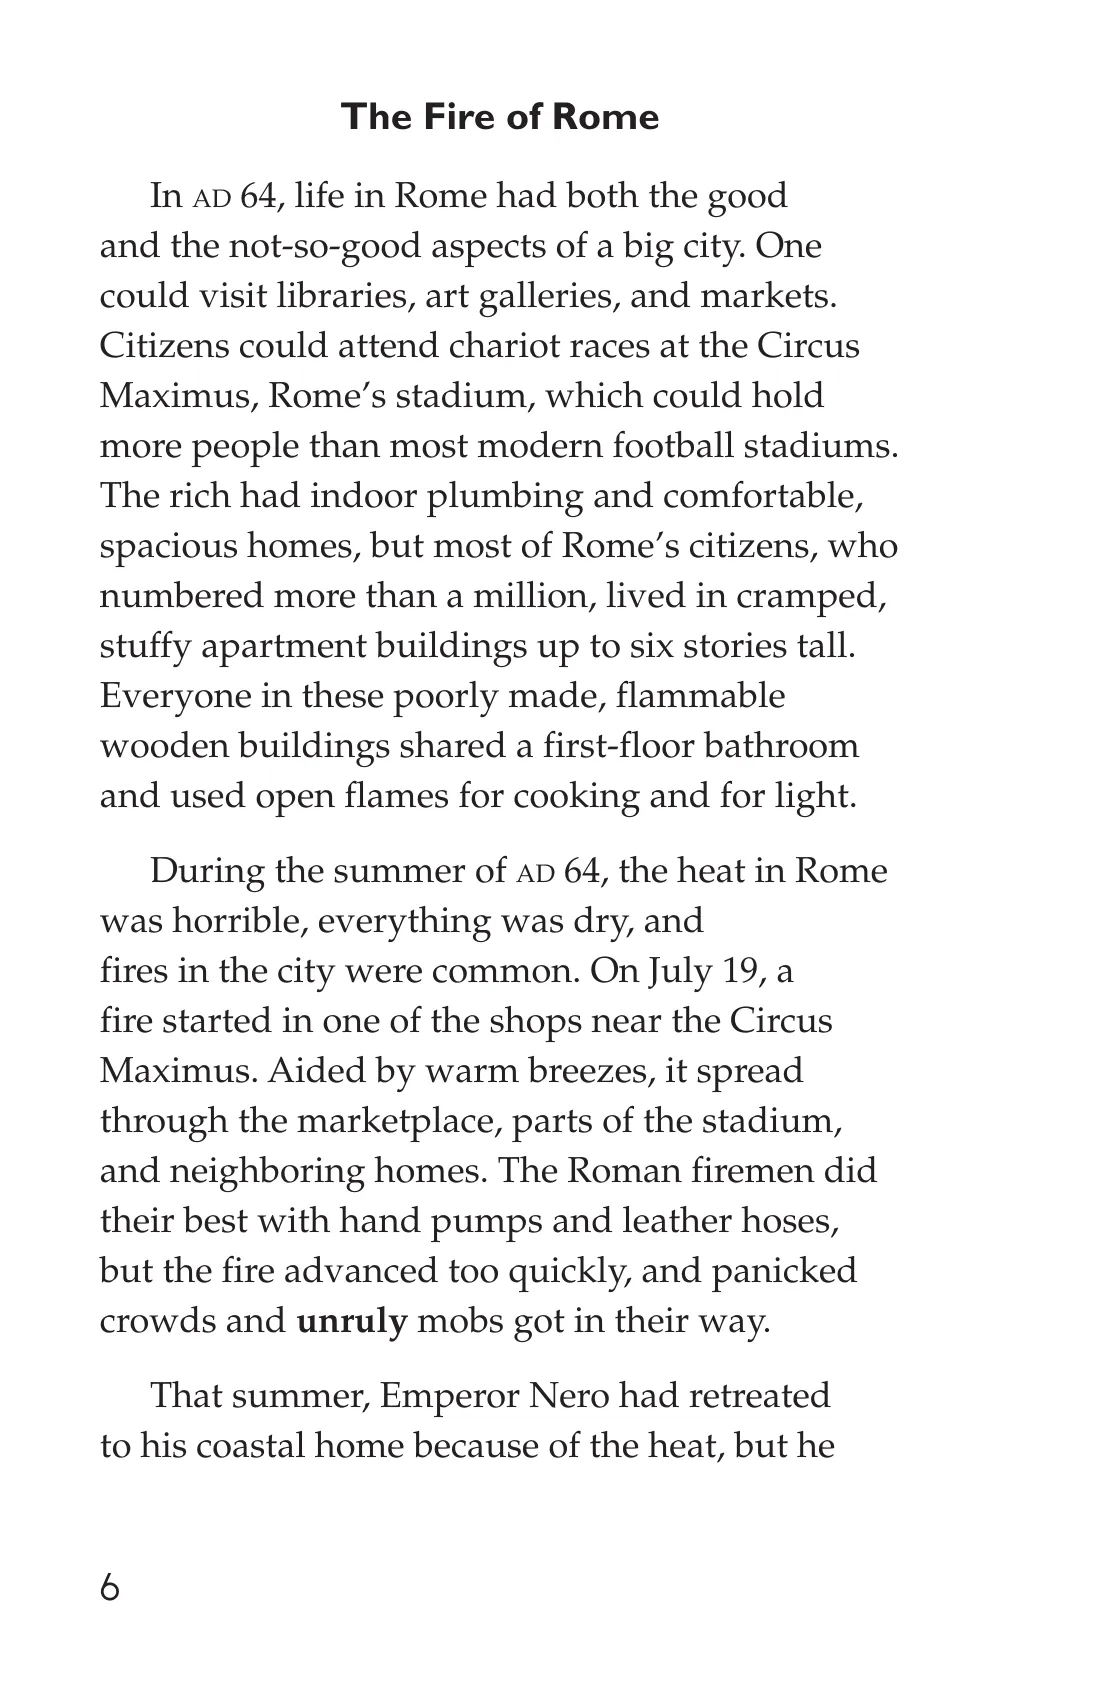 The Fire of Rome
In AD 64, life in Rome had both the good
and the not-so-good aspects of a big city. One
could visit libraries, art galleries, and markets.
Citizens could attend chariot races at the Circus
Maximus, Rome’s stadium, which could hold
more people than most modern football stadiums.
The rich had indoor plumbing and comfortable,
spacious homes, but most of Rome’s citizens, who
numbered more than a million, lived in cramped,
stuffy apartment buildings up to six stories tall.
Everyone in these poorly made, flammable
wooden buildings shared a first-floor bathroom
and used open flames for cooking and for light.
During the summer of AD 64, the heat in Rome
was horrible, everything was dry, and
fires in the city were common. On July 19, a
fire started in one of the shops near the Circus
Maximus. Aided by warm breezes, it spread
through the marketplace, parts of the stadium,
and neighboring homes. The Roman firemen did
their best with hand pumps and leather hoses,
but the fire advanced too quickly, and panicked
crowds and unruly mobs got in their way.
That summer, Emperor Nero had retreated
to his coastal home because of the heat, but he
6